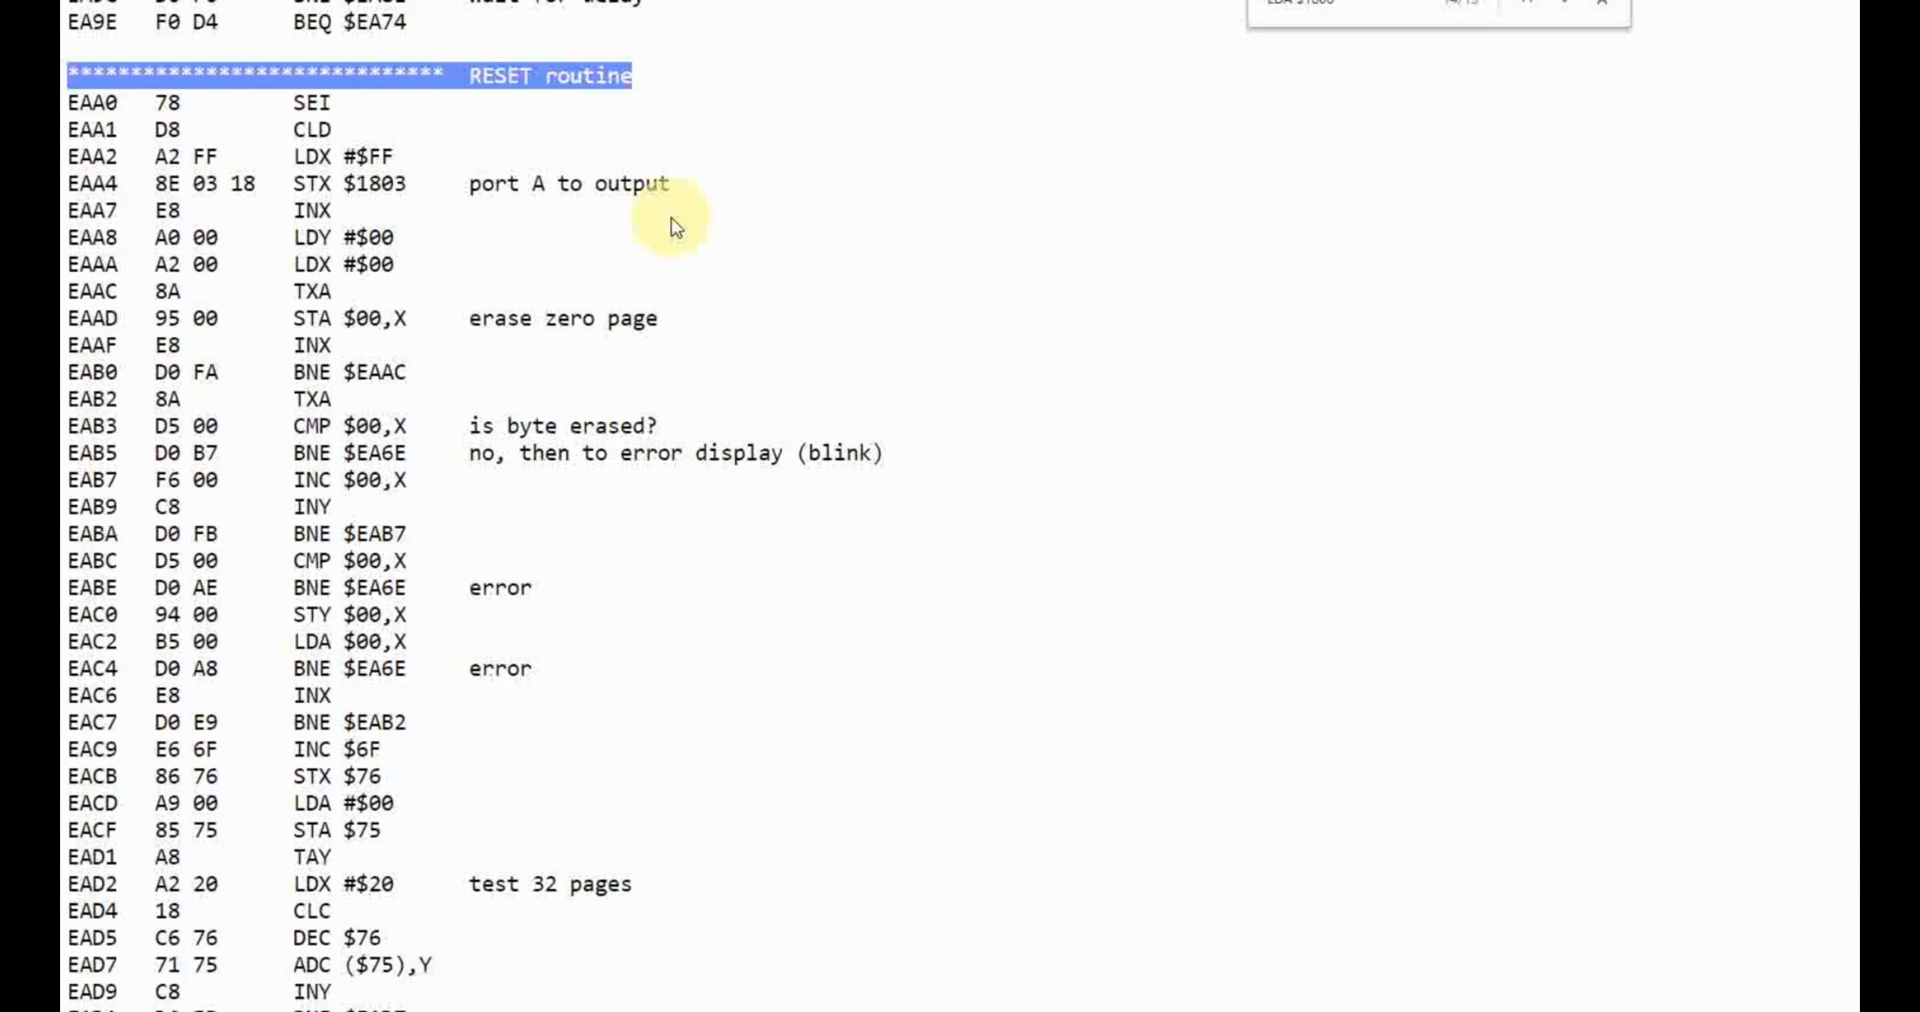 EA9E F0 D4 BEQ $EA74
****************************** RESET routine
EAA0 78 SEI
EAA1 D8 CLD
EAA2 A2 FF LDX #$FF
EAA4 8E 03 18 STX $1803 port A to output
EAA7 E8 INX
EAA8 A0 00 LDY #$00
EAAA A2 00 LDX #$00
EAAC 8A TXA
EAAD 95 00 STA $00,X erase zero page
EAAF E8 INX
EAB0 D0 FA BNE $EAAC
EAB2 8A TXA
EAB3 D5 00 CMP $00,X is byte erased?
EAB5 D0 B7 BNE $EA6E no, then to error display (blink)
EAB7 F6 00 INC $00,X
EAB9 C8 INY
EABA D0 FB BNE $EAB7
EABC D5 00 CMP $00,X
EABE D0 AE BNE $EA6E error
EAC0 94 00 STY $00,X
EAC2 B5 00 LDA $00,X
EAC4 D0 A8 BNE $EA6E error
EAC6 E8 INX
EAC7 D0 E9 BNE $EAB2
EAC9 E6 6F INC $6F
EACB 86 76 STX $76
EACD A9 00 LDA #$00
EACF 85 75 STA $75
EAD1 A8 TAY
EAD2 A2 20 LDX #$20 test 32 pages
EAD4 18 CLC
EAD5 C6 76 DEC $76
EAD7 71 75 ADC ($75),Y
EAD9 C8 INY